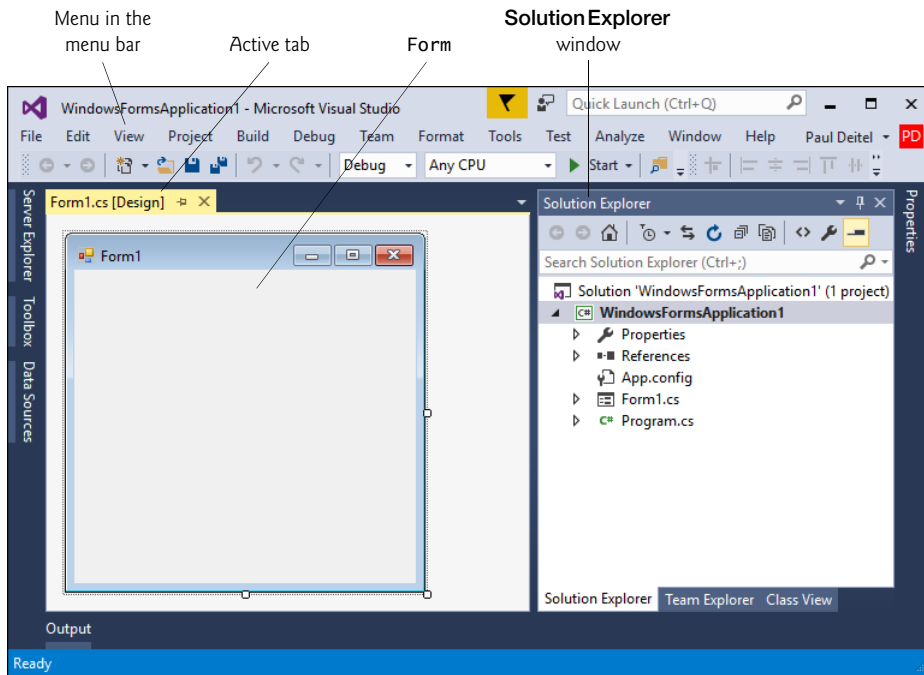 Menu in the
menu bar
Active tab
Form
Solution Explorer
window
WindowsFormsApplication1 - Microsoft Visual Studio
Quick Launch (Ctrl+Q)
File Edit View Project Build Debug Team Format Tools Test Analyze Window Help Paul Deitel PD
Debug Any CPU Start
Server Explorer
Toolbox
Data Sources
Form1.cs [Design]
Form1
Solution Explorer
Search Solution Explorer (Ctrl+;)
Solution 'WindowsFormsApplication1' (1 project)
C# WindowsFormsApplication1
Properties
References
App.config
Form1.cs
C# Program.cs
Solution Explorer Team Explorer Class View
Properties
Output
Ready